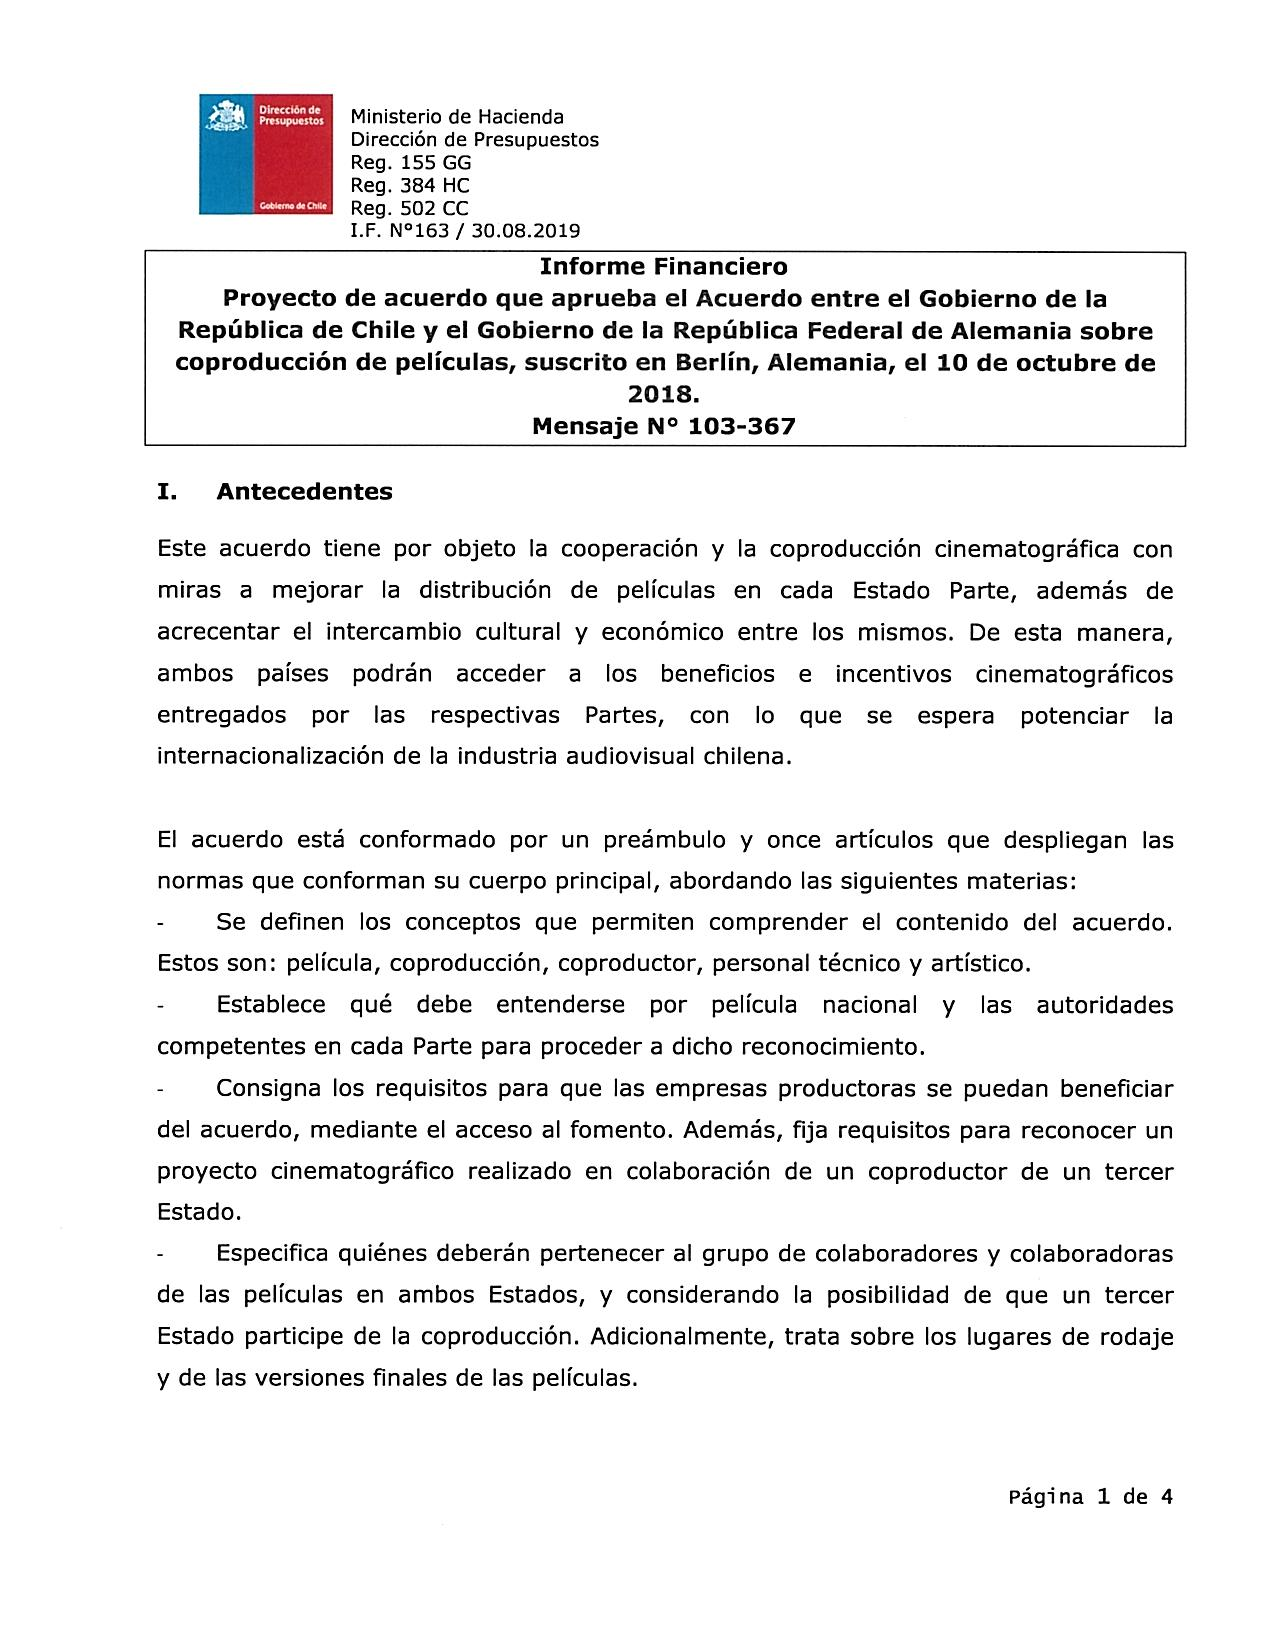 Dirección de
Presupuestos
Gobierno de Chile
Ministerio de Hacienda
Dirección de Presupuestos
Reg. 155 GG
Reg. 384 HC
Reg. 502 CC
I.F. N°163 / 30.08.2019
Informe Financiero
Proyecto de acuerdo que aprueba el Acuerdo entre el Gobierno de la
República de Chile y el Gobierno de la República Federal de Alemania sobre
coproducción de películas, suscrito en Berlín, Alemania, el 10 de octubre de
2018.
Mensaje N° 103-367
I. Antecedentes
Este acuerdo tiene por objeto la cooperación y la coproducción cinematográfica con
miras a mejorar la distribución de películas en cada Estado Parte, además de
acrecentar el intercambio cultural y económico entre los mismos. De esta manera,
ambos países podrán acceder a los beneficios e incentivos cinematográficos
entregados por las respectivas Partes, con lo que se espera potenciar la
internacionalización de la industria audiovisual chilena.
El acuerdo está conformado por un preámbulo y once artículos que despliegan las
normas que conforman su cuerpo principal, abordando las siguientes materias:
- Se definen los conceptos que permiten comprender el contenido del acuerdo.
Estos son: película, coproducción, coproductor, personal técnico y artístico.
- Establece qué debe entenderse por película nacional y las autoridades
competentes en cada Parte para proceder a dicho reconocimiento.
- Consigna los requisitos para que las empresas productoras se puedan beneficiar
del acuerdo, mediante el acceso al fomento. Además, fija requisitos para reconocer un
proyecto cinematográfico realizado en colaboración de un coproductor de un tercer
Estado.
- Especifica quiénes deberán pertenecer al grupo de colaboradores y colaboradoras
de las películas en ambos Estados, y considerando la posibilidad de que un tercer
Estado participe de la coproducción. Adicionalmente, trata sobre los lugares de rodaje
y de las versiones finales de las películas.
Página 1 de 4